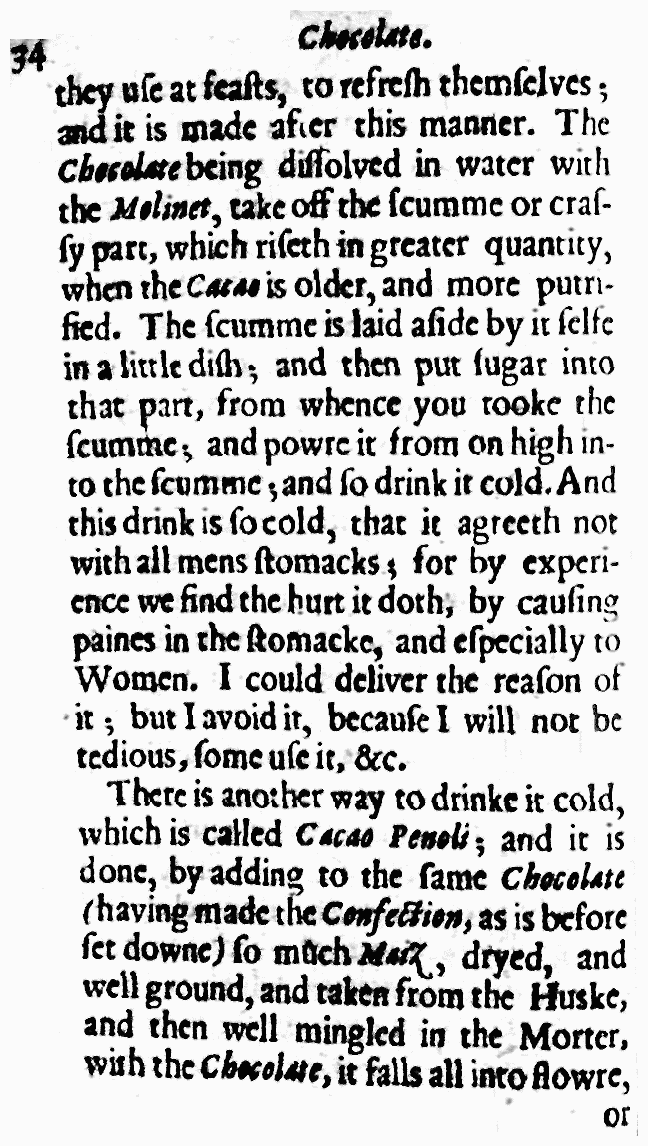 34
Chocolate.
they uſe at feaſts, to refreſh themſelves;
and it is made after this manner. The
Chocolate being diſſolved in water with
the Molinet, take off the ſcumme or craſ-
ſy part, which riſeth in greater quantity,
when the Cacao is older, and more putri-
fied. The ſcumme is laid aſide by it ſelfe
in a little diſh; and then put ſugar into
that part, from whence you tooke the
ſcumme; and powre it from on high in-
to the ſcumme; and ſo drink it cold. And
this drink is ſo cold, that it agreeth not
with all mens ſtomacks; for by experi-
ence we find the hurt it doth, by cauſing
paines in the ſtomacke, and eſpecially to
Women. I could deliver the reaſon of
it; but I avoid it, becauſe I will not be
tedious, ſome uſe it, &c.
There is another way to drinke it cold,
which is called Cacao Penoli; and it is
done, by adding to the ſame Chocolate
(having made the Confection, as is before
ſet downe) ſo much Maiz, dryed, and
well ground, and taken from the Huske,
and then well mingled in the Morter,
with the Chocolate, it falls all into flowre,
or